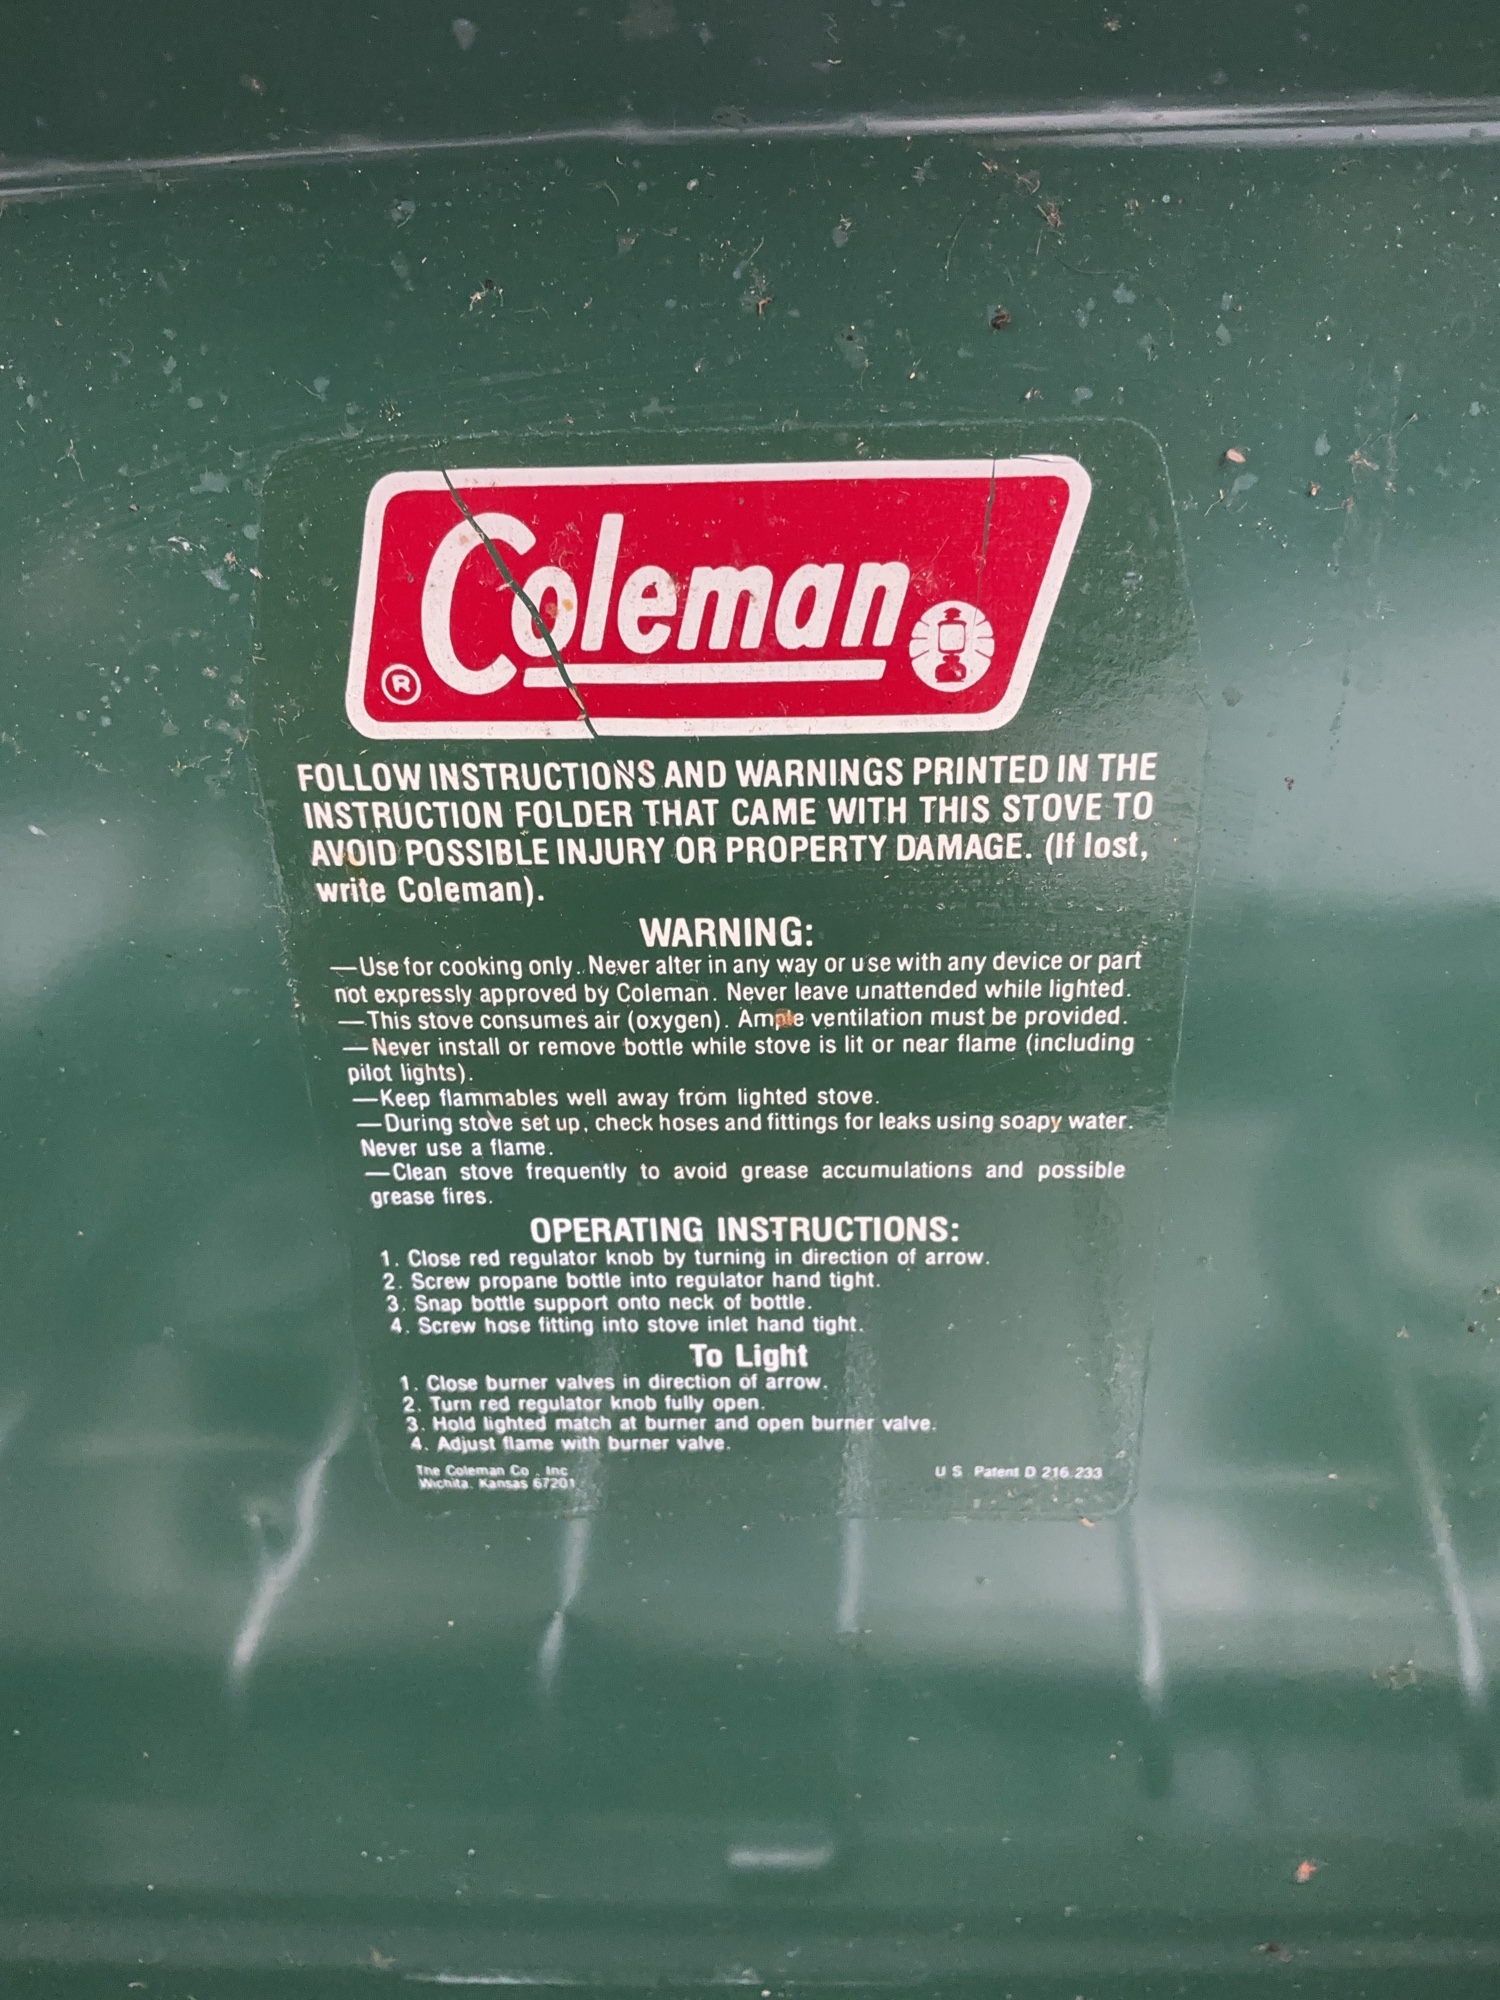 Coleman
®
FOLLOW INSTRUCTIONS AND WARNINGS PRINTED IN THE
INSTRUCTION FOLDER THAT CAME WITH THIS STOVE TO
AVOID POSSIBLE INJURY OR PROPERTY DAMAGE. (If lost,
write Coleman).
WARNING:
—Use for cooking only. Never alter in any way or use with any device or part
not expressly approved by Coleman. Never leave unattended while lighted.
—This stove consumes air (oxygen). Ample ventilation must be provided.
—Never install or remove bottle while stove is lit or near flame (including
pilot lights).
—Keep flammables well away from lighted stove.
—During stove set up, check hoses and fittings for leaks using soapy water.
Never use a flame.
—Clean stove frequently to avoid grease accumulations and possible
grease fires.
OPERATING INSTRUCTIONS:
1. Close red regulator knob by turning in direction of arrow.
2. Screw propane bottle into regulator hand tight.
3. Snap bottle support onto neck of bottle.
4. Screw hose fitting into stove inlet hand tight.
To Light
1. Close burner valves in direction of arrow.
2. Turn red regulator knob fully open.
3. Hold lighted match at burner and open burner valve.
4. Adjust flame with burner valve.
The Coleman Co., Inc
Wichita, Kansas 67201
U S Patent D 216 233